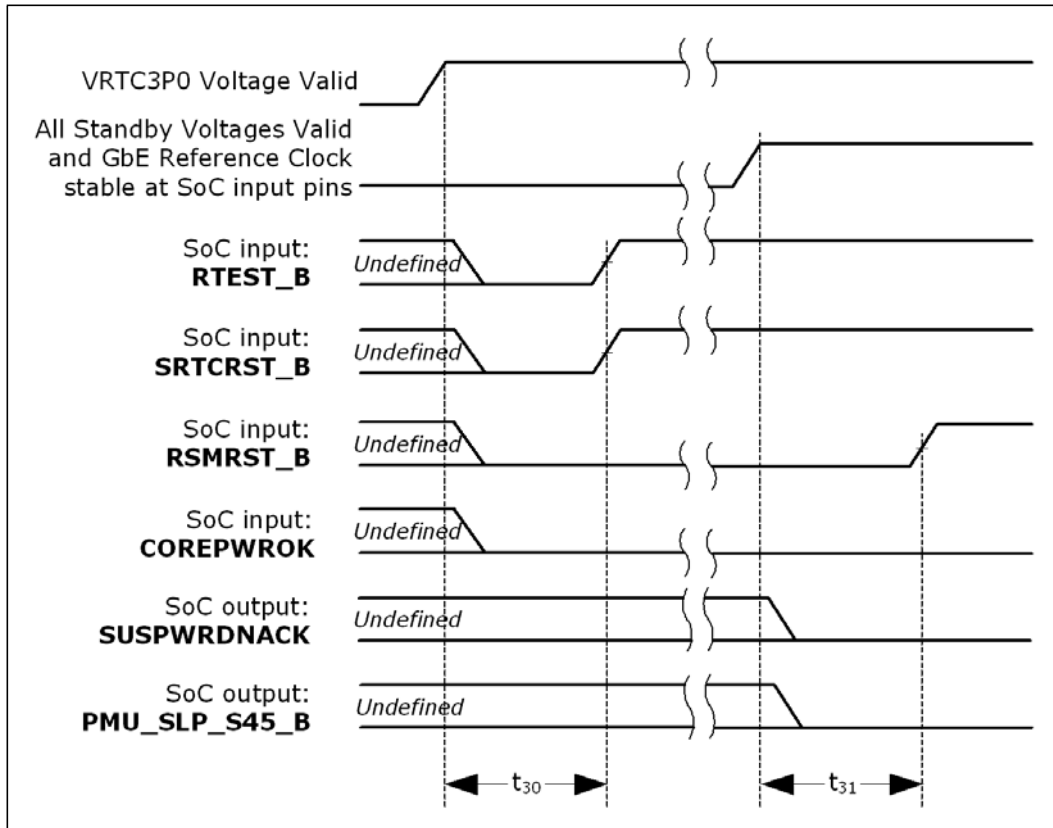 VRTC3P0 Voltage Valid
All Standby Voltages Valid
and GbE Reference Clock
stable at SoC input pins
SoC input:
RTEST_B
Undefined
SoC input:
SRTCRST_B
Undefined
SoC input:
RSMRST_B
Undefined
SoC input:
COREPWROK
Undefined
SoC output:
SUSPWRDNACK
Undefined
SoC output:
PMU_SLP_S45_B
Undefined
t30
t31